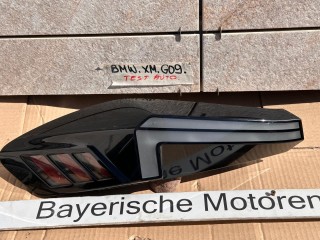 BMW.XM.G09.
TEST AUTO.
Bayerische Motoren